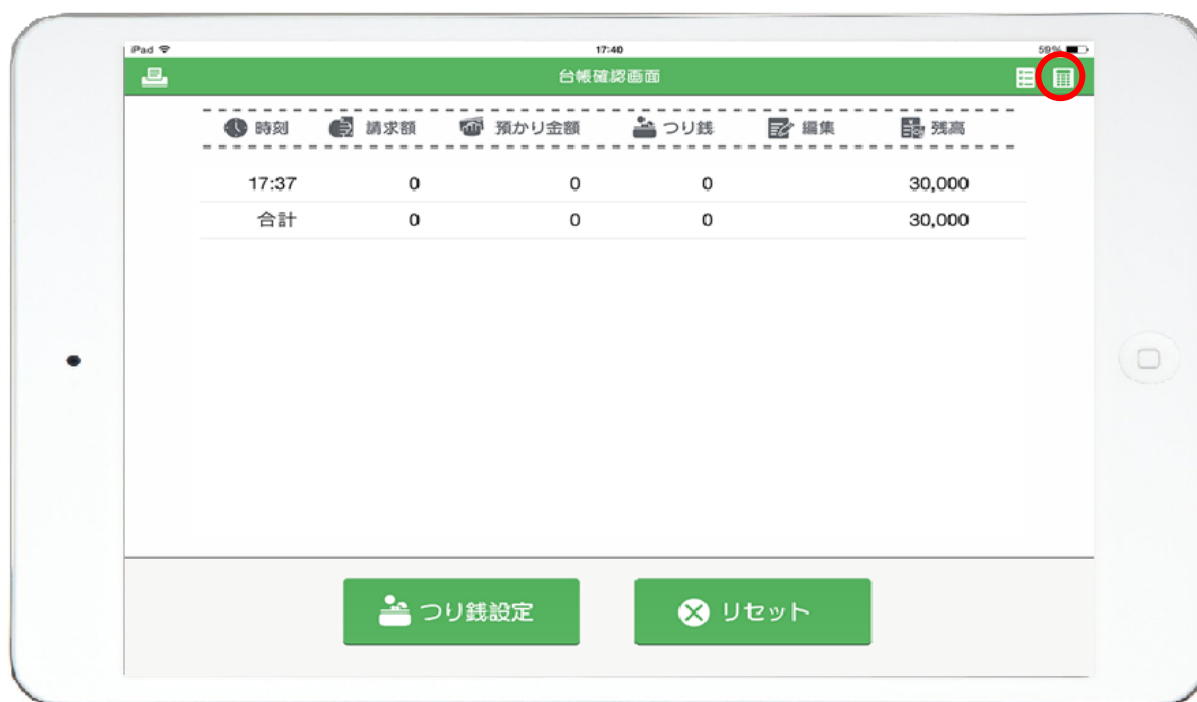 iPad 17:40 59%
台帳確認画面
時刻 請求額 預かり金額 つり銭 編集 残高
17:37 0 0 0 30,000
合計 0 0 0 30,000
つり銭設定 リセット